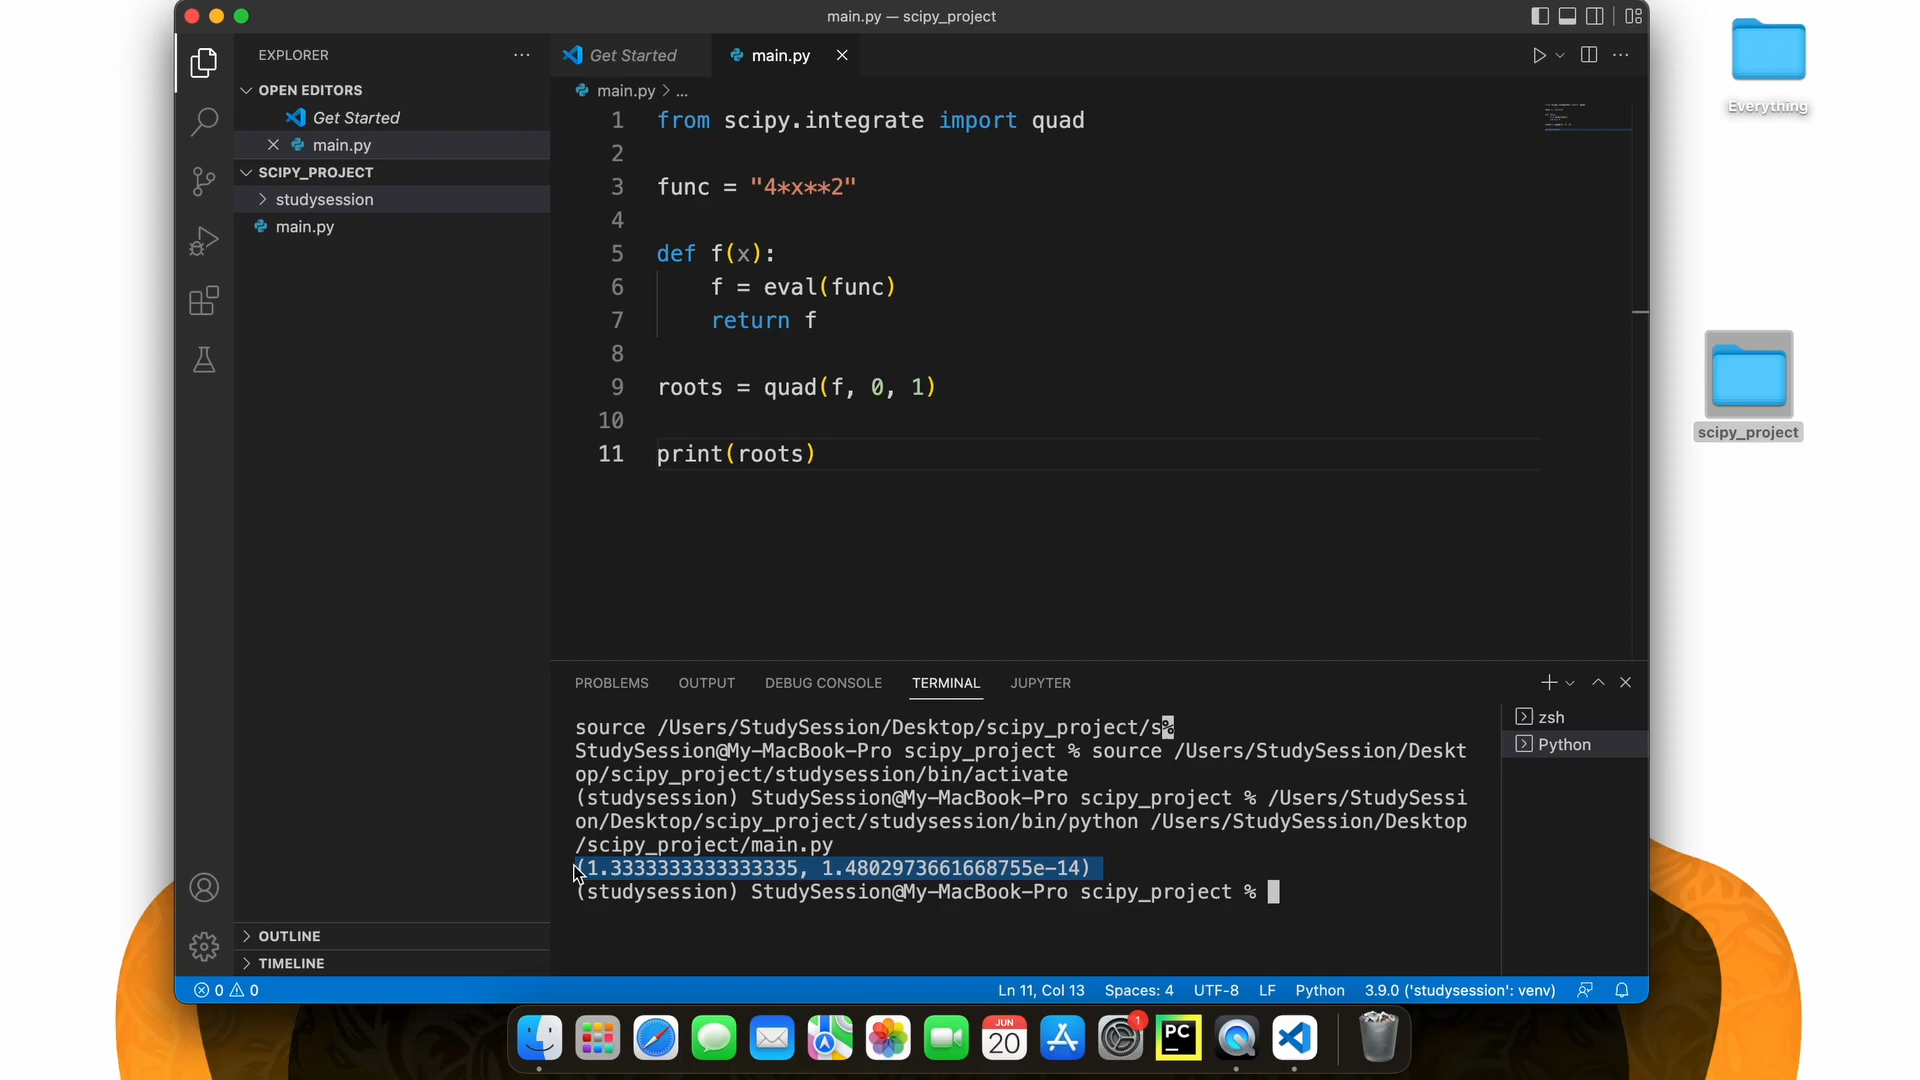 main.py — scipy_project
EXPLORER
Get Started
main.py
OPEN EDITORS
Get Started
main.py
SCIPY_PROJECT
studysession
main.py
main.py > ...
1 from scipy.integrate import quad
2
3 func = "4*x**2"
4
5 def f(x):
6 f = eval(func)
7 return f
8
9 roots = quad(f, 0, 1)
10
11 print(roots)
PROBLEMS OUTPUT DEBUG CONSOLE TERMINAL JUPYTER
source /Users/StudySession/Desktop/scipy_project/s%
StudySession@My-MacBook-Pro scipy_project % source /Users/StudySession/Deskt
op/scipy_project/studysession/bin/activate
(studysession) StudySession@My-MacBook-Pro scipy_project % /Users/StudySessi
on/Desktop/scipy_project/studysession/bin/python /Users/StudySession/Desktop
/scipy_project/main.py
(1.3333333333333335, 1.4802973661668755e-14)
(studysession) StudySession@My-MacBook-Pro scipy_project %
zsh
Python
OUTLINE
TIMELINE
0 0
Ln 11, Col 13 Spaces: 4 UTF-8 LF Python 3.9.0 ('studysession': venv)
Everything
scipy_project
JUN
20
1
PC